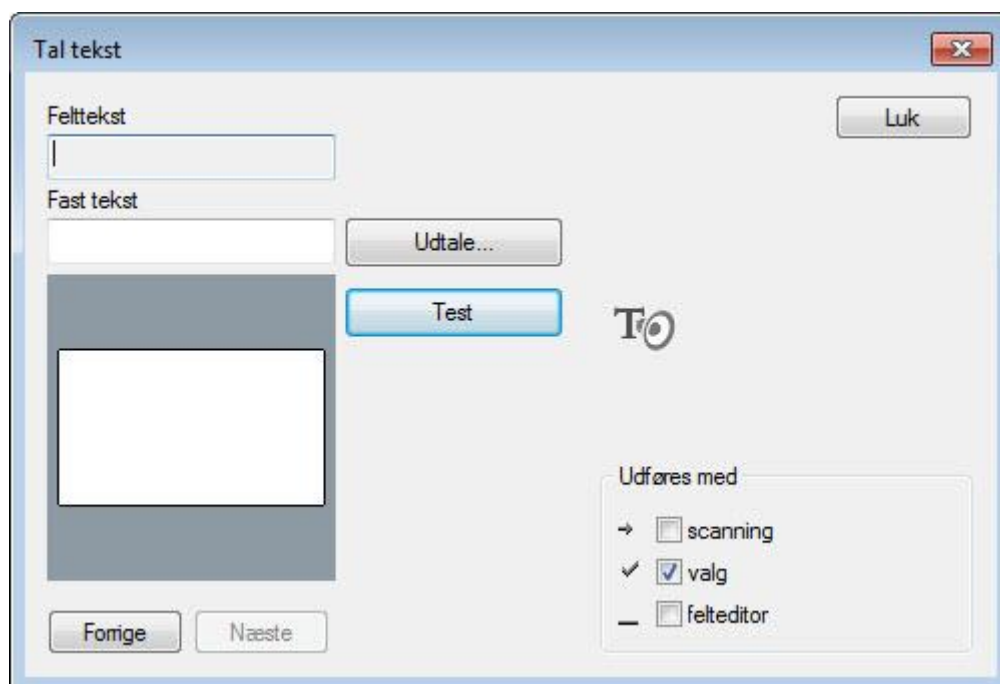 Tal tekst
Felttekst
Luk
Fast tekst
Udtale...
Test
T
Udføres med
scanning
valg
felteditor
Forrige
Næste